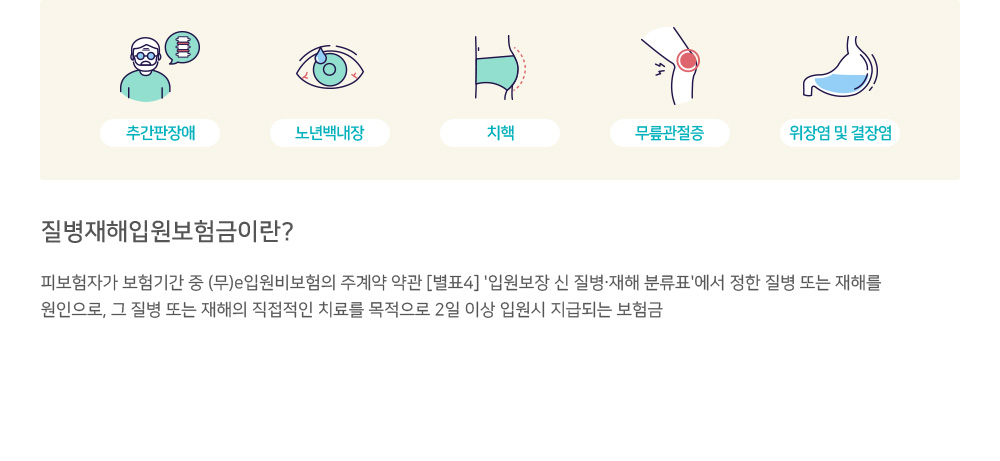 추간판장애
노년백내장
치핵
무릎관절증
위장염 및 결장염
질병재해입원보험금이란?
피보험자가 보험기간 중 (무)e입원비보험의 주계약 약관 [별표4] '입원보장 신 질병·재해 분류표'에서 정한 질병 또는 재해를
원인으로, 그 질병 또는 재해의 직접적인 치료를 목적으로 2일 이상 입원시 지급되는 보험금